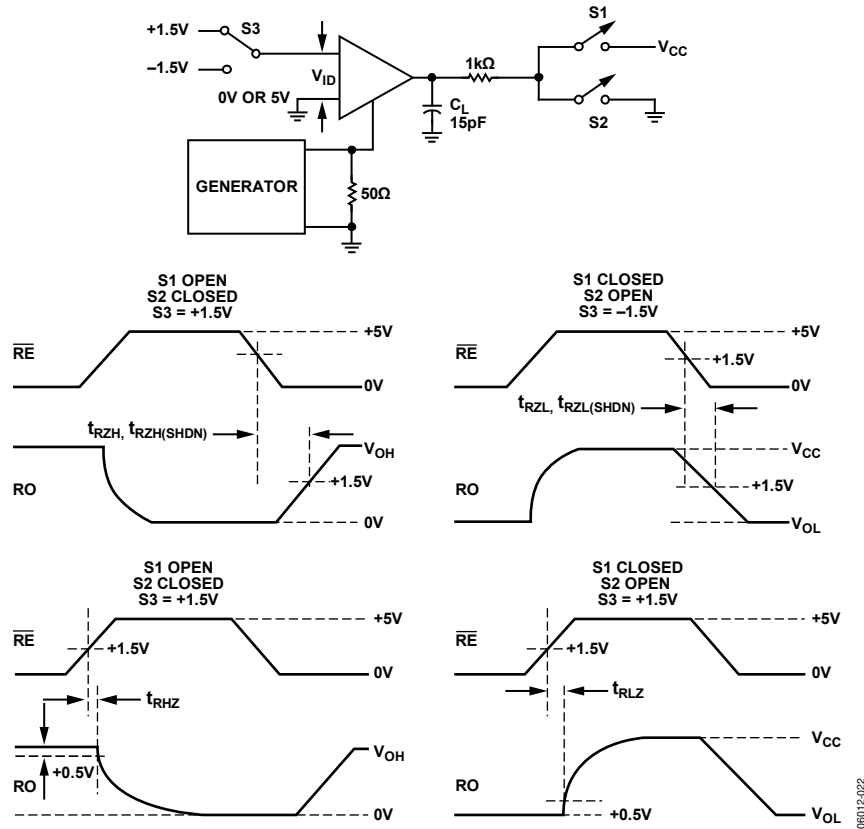 +1.5V
S3
–1.5V
V_ID
0V OR 5V
1kΩ
C_L
15pF
S1
V_CC
S2
GENERATOR
50Ω
S1 OPEN
S2 CLOSED
S3 = +1.5V
RE
+5V
0V
t_RZH, t_RZH(SHDN)
RO
V_OH
+1.5V
0V
S1 CLOSED
S2 OPEN
S3 = –1.5V
RE
+5V
+1.5V
0V
t_RZL, t_RZL(SHDN)
RO
V_CC
+1.5V
V_OL
S1 OPEN
S2 CLOSED
S3 = +1.5V
RE
+5V
+1.5V
0V
t_RHZ
RO
+0.5V
V_OH
0V
S1 CLOSED
S2 OPEN
S3 = +1.5V
RE
+5V
+1.5V
0V
t_RLZ
RO
V_CC
+0.5V
V_OL
06012-022